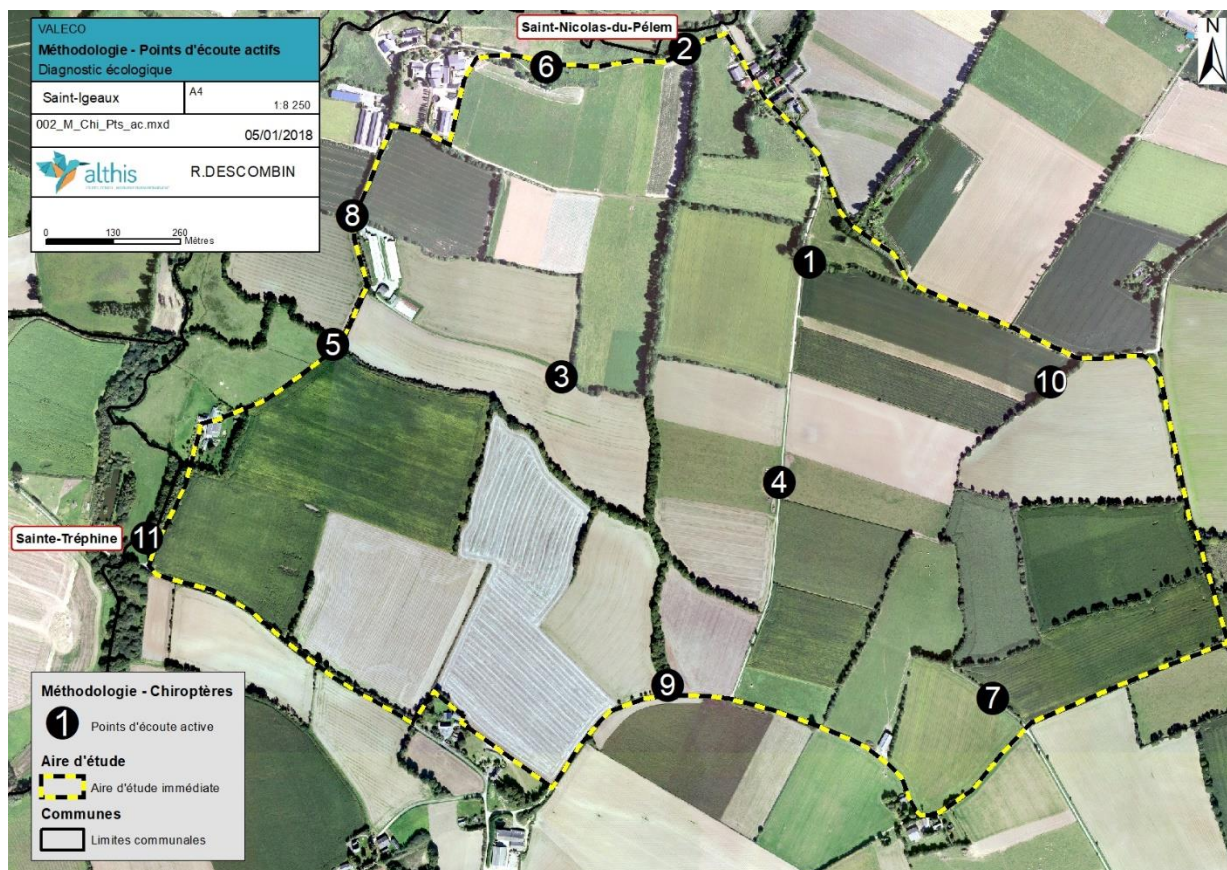 VALECO
Méthodologie - Points d'écoute actifs
Diagnostic écologique
Saint-Igeaux
A4
1:8 250
002_M_Chi_Pts_ac.mxd
05/01/2018
althis
R.DESCOMBIN
0 130 260
Mètres
Saint-Nicolas-du-Pélem
N
2
6
8
1
5
3
10
4
Sainte-Tréphine
11
9
7
Méthodologie - Chiroptères
1 Points d'écoute active
Aire d'étude
Aire d'étude immédiate
Communes
Limites communales